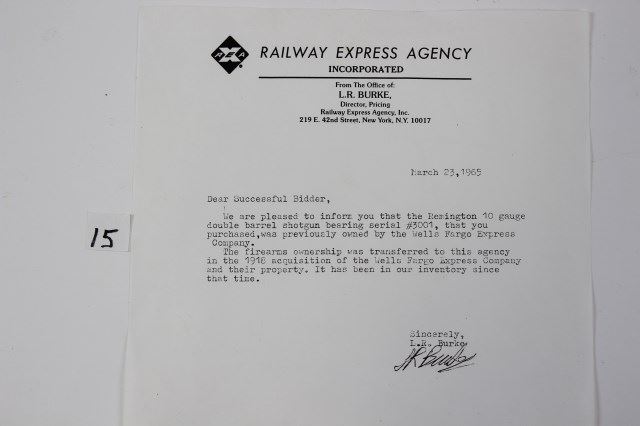 REA
RAILWAY EXPRESS AGENCY
INCORPORATED
From The Office of:
L.R. BURKE,
Director, Pricing
Railway Express Agency, Inc.
219 E. 42nd Street, New York, N.Y. 10017
March 23,1965
Dear Successful Bidder,
We are pleased to inform you that the Remington 10 gauge
double barrel shotgun bearing serial #3001, that you
purchased,was previously owned by the Wells Fargo Express
Company.
The firearms ownership was transferred to this agency
in the 1918 acquisition of the Wells Fargo Express Company
and their property. It has been in our inventory since
that time.
15
Sincerely,
L.R. Burke
LR Burke